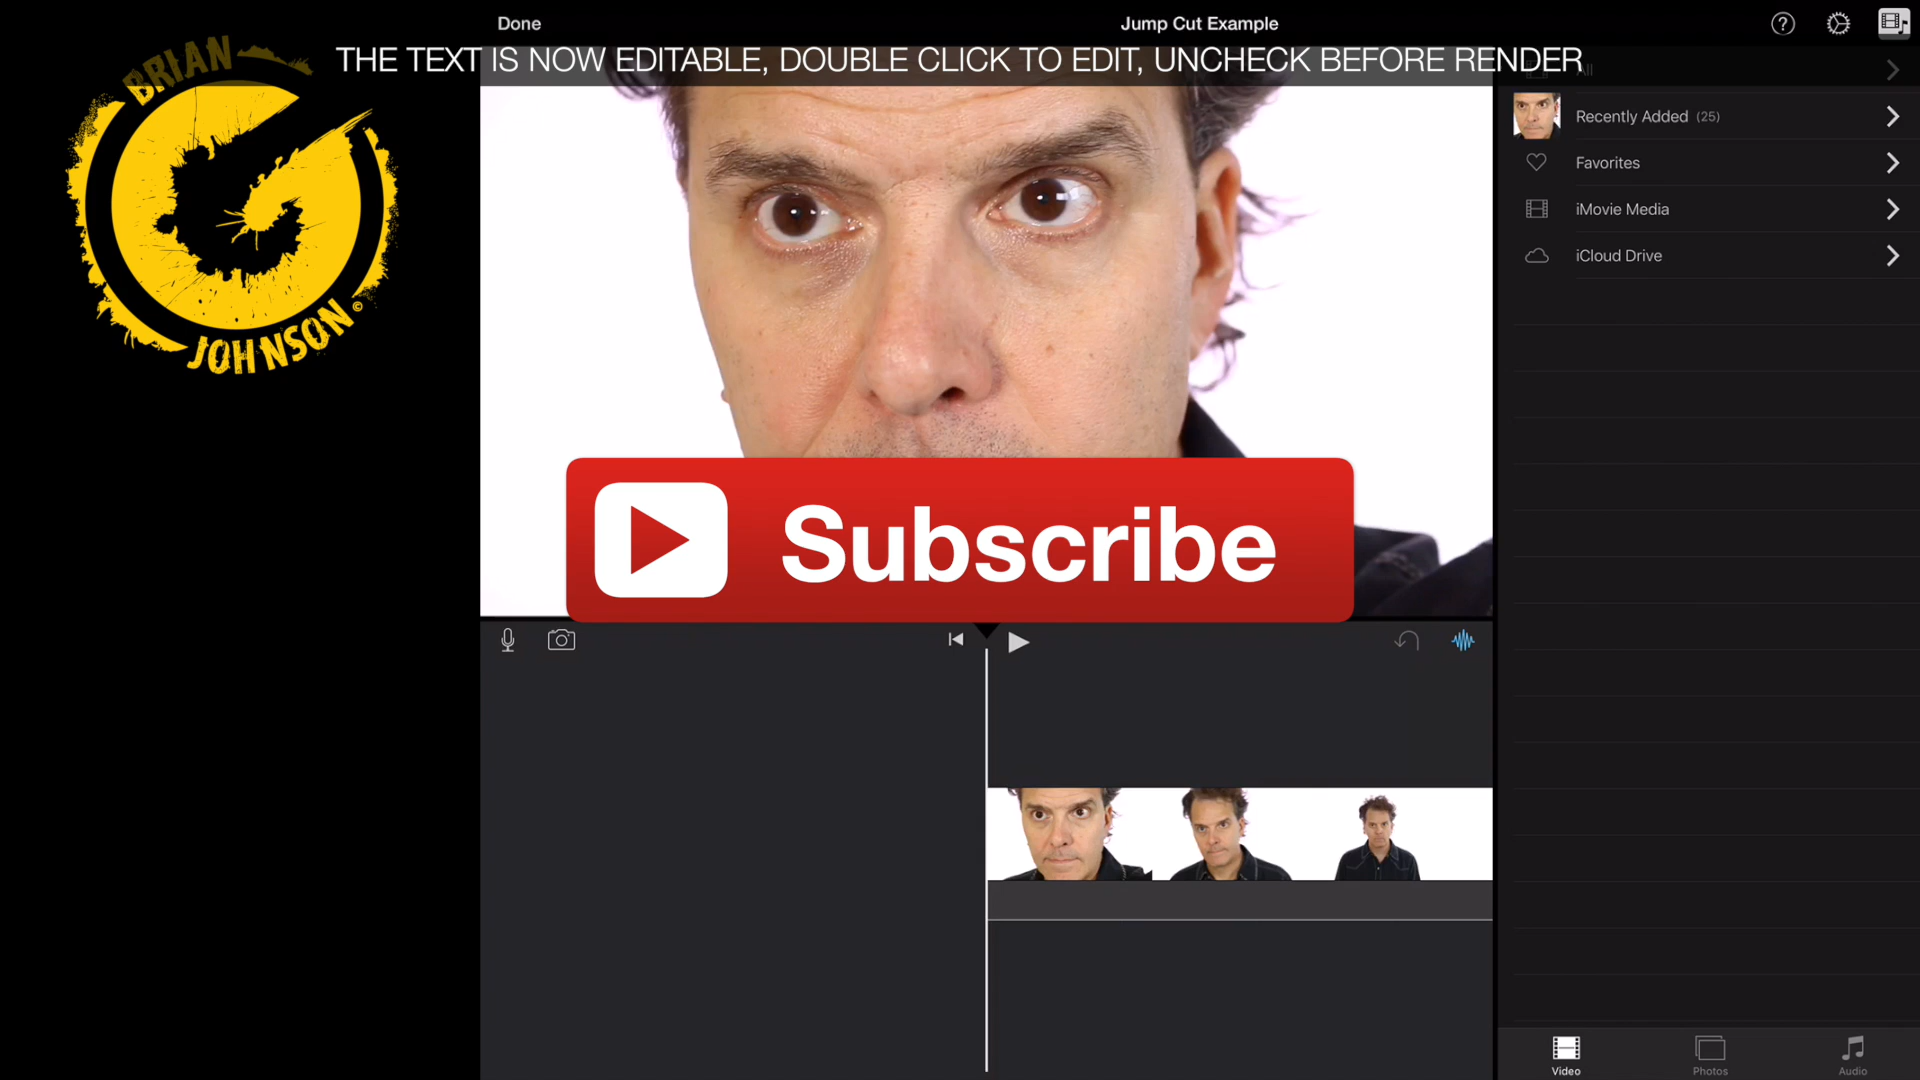 Done
Jump Cut Example
THE TEXT IS NOW EDITABLE, DOUBLE CLICK TO EDIT, UNCHECK BEFORE RENDER
BRIAN
JOHNSON ©
All
Recently Added (25)
Favorites
iMovie Media
iCloud Drive
Subscribe
Video
Photos
Audio